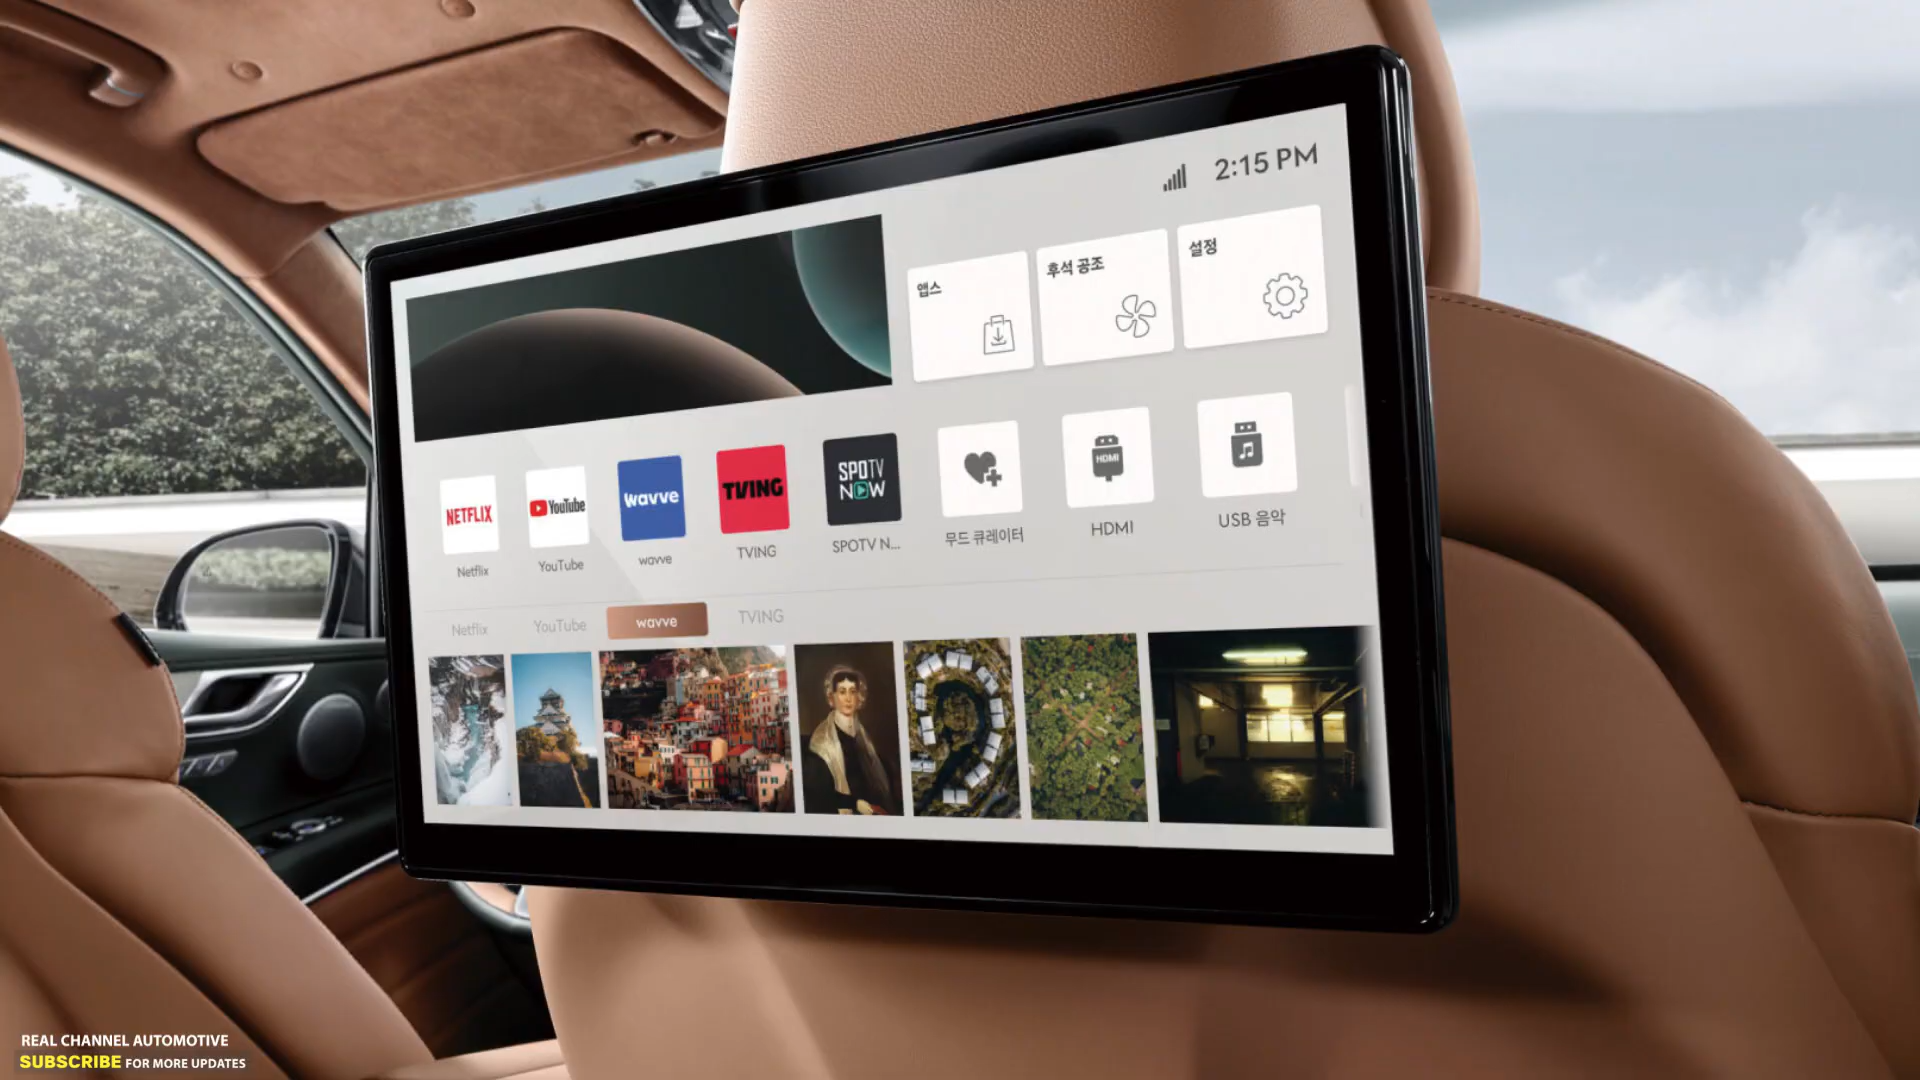 2:15 PM
앱스
후석 공조
설정
NETFLIX
YouTube
wavve
TVING
SPOTV
NOW
HDMI
Netflix
YouTube
wavve
TVING
SPOTV N...
무드 큐레이터
HDMI
USB 음악
Netflix
YouTube
wavve
TVING
REAL CHANNEL AUTOMOTIVE
SUBSCRIBE FOR MORE UPDATES